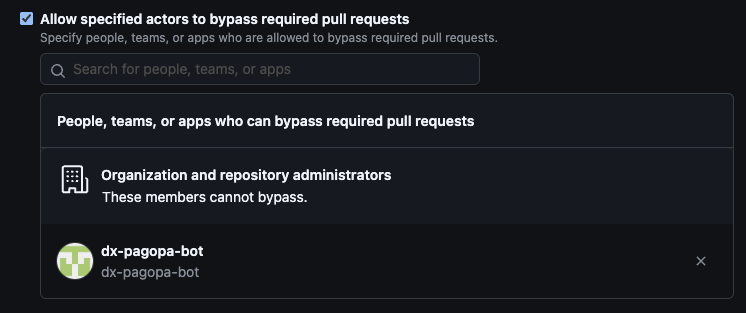 Allow specified actors to bypass required pull requests
Specify people, teams, or apps who are allowed to bypass required pull requests.
Search for people, teams, or apps
People, teams, or apps who can bypass required pull requests
Organization and repository administrators
These members cannot bypass.
dx-pagopa-bot
dx-pagopa-bot